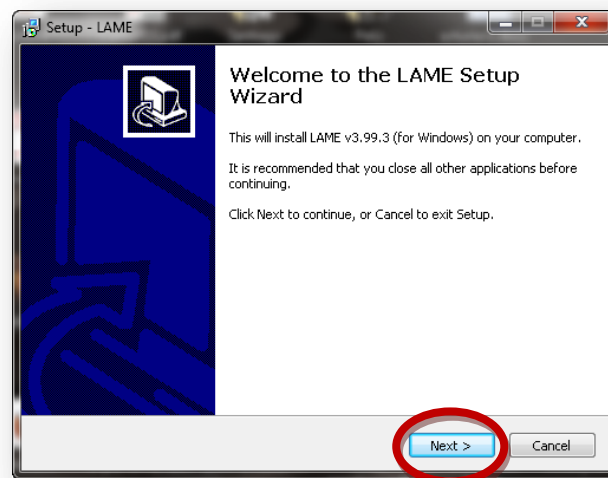 Setup - LAME
Welcome to the LAME Setup
Wizard
This will install LAME v3.99.3 (for Windows) on your computer.
It is recommended that you close all other applications before
continuing.
Click Next to continue, or Cancel to exit Setup.
Next >
Cancel